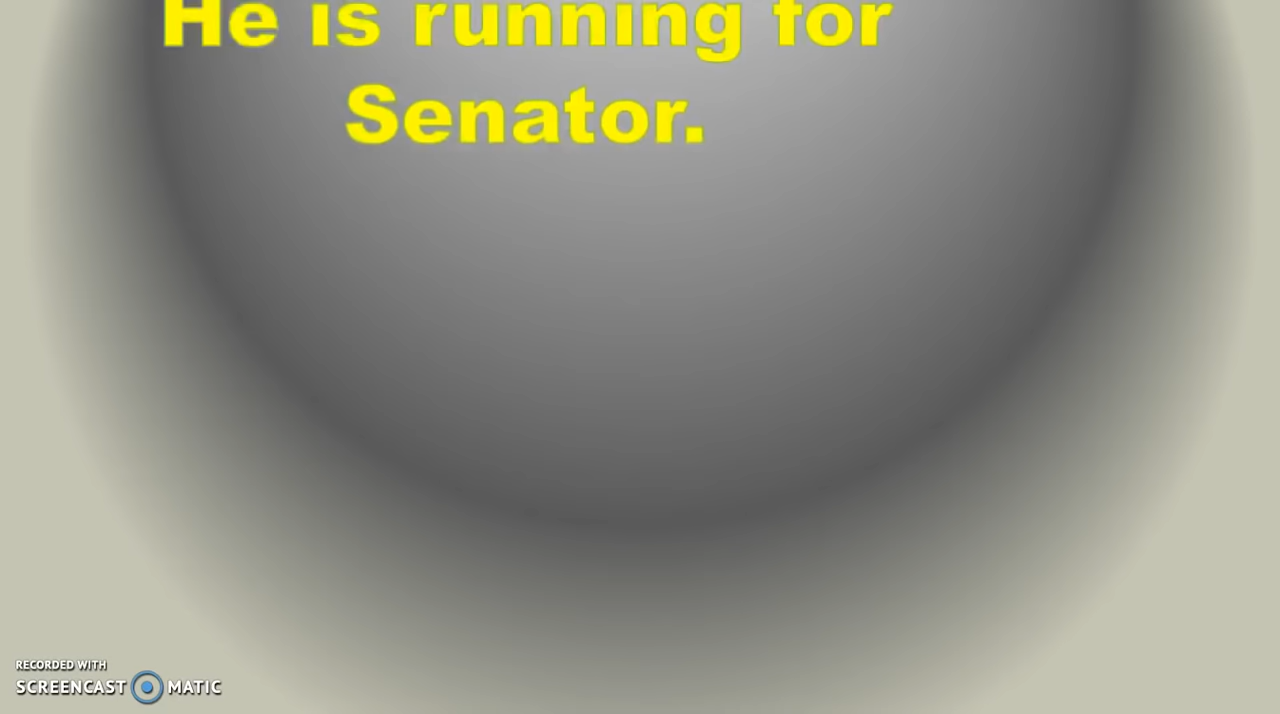 He is running for
Senator.
RECORDED WITH
SCREENCAST MATIC